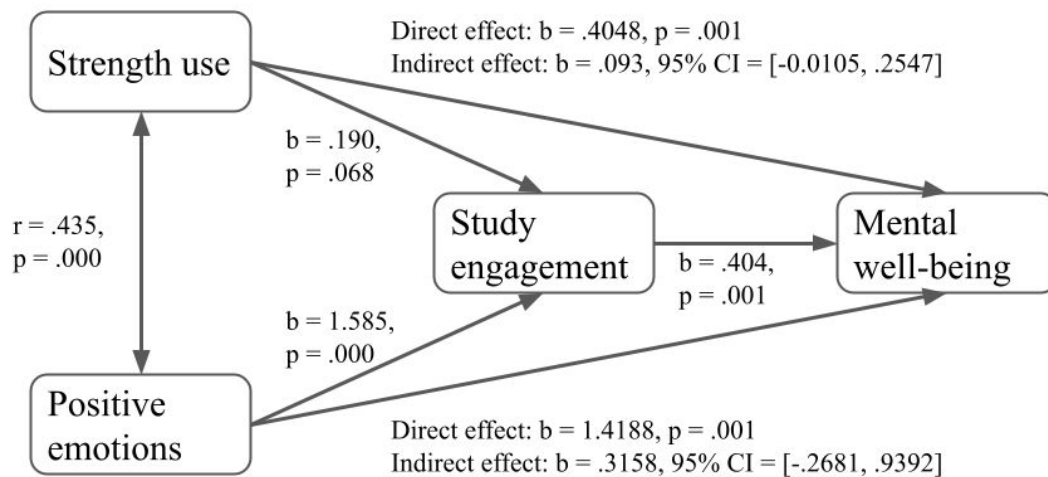 Direct effect: b = .4048, p = .001
Indirect effect: b = .093, 95% CI = [-0.0105, .2547]
Strength use
b = .190,
p = .068
r = .435,
p = .000
Study
engagement
Mental
well-being
b = .404,
p = .001
b = 1.585,
p = .000
Positive
emotions
Direct effect: b = 1.4188, p = .001
Indirect effect: b = .3158, 95% CI = [-.2681, .9392]